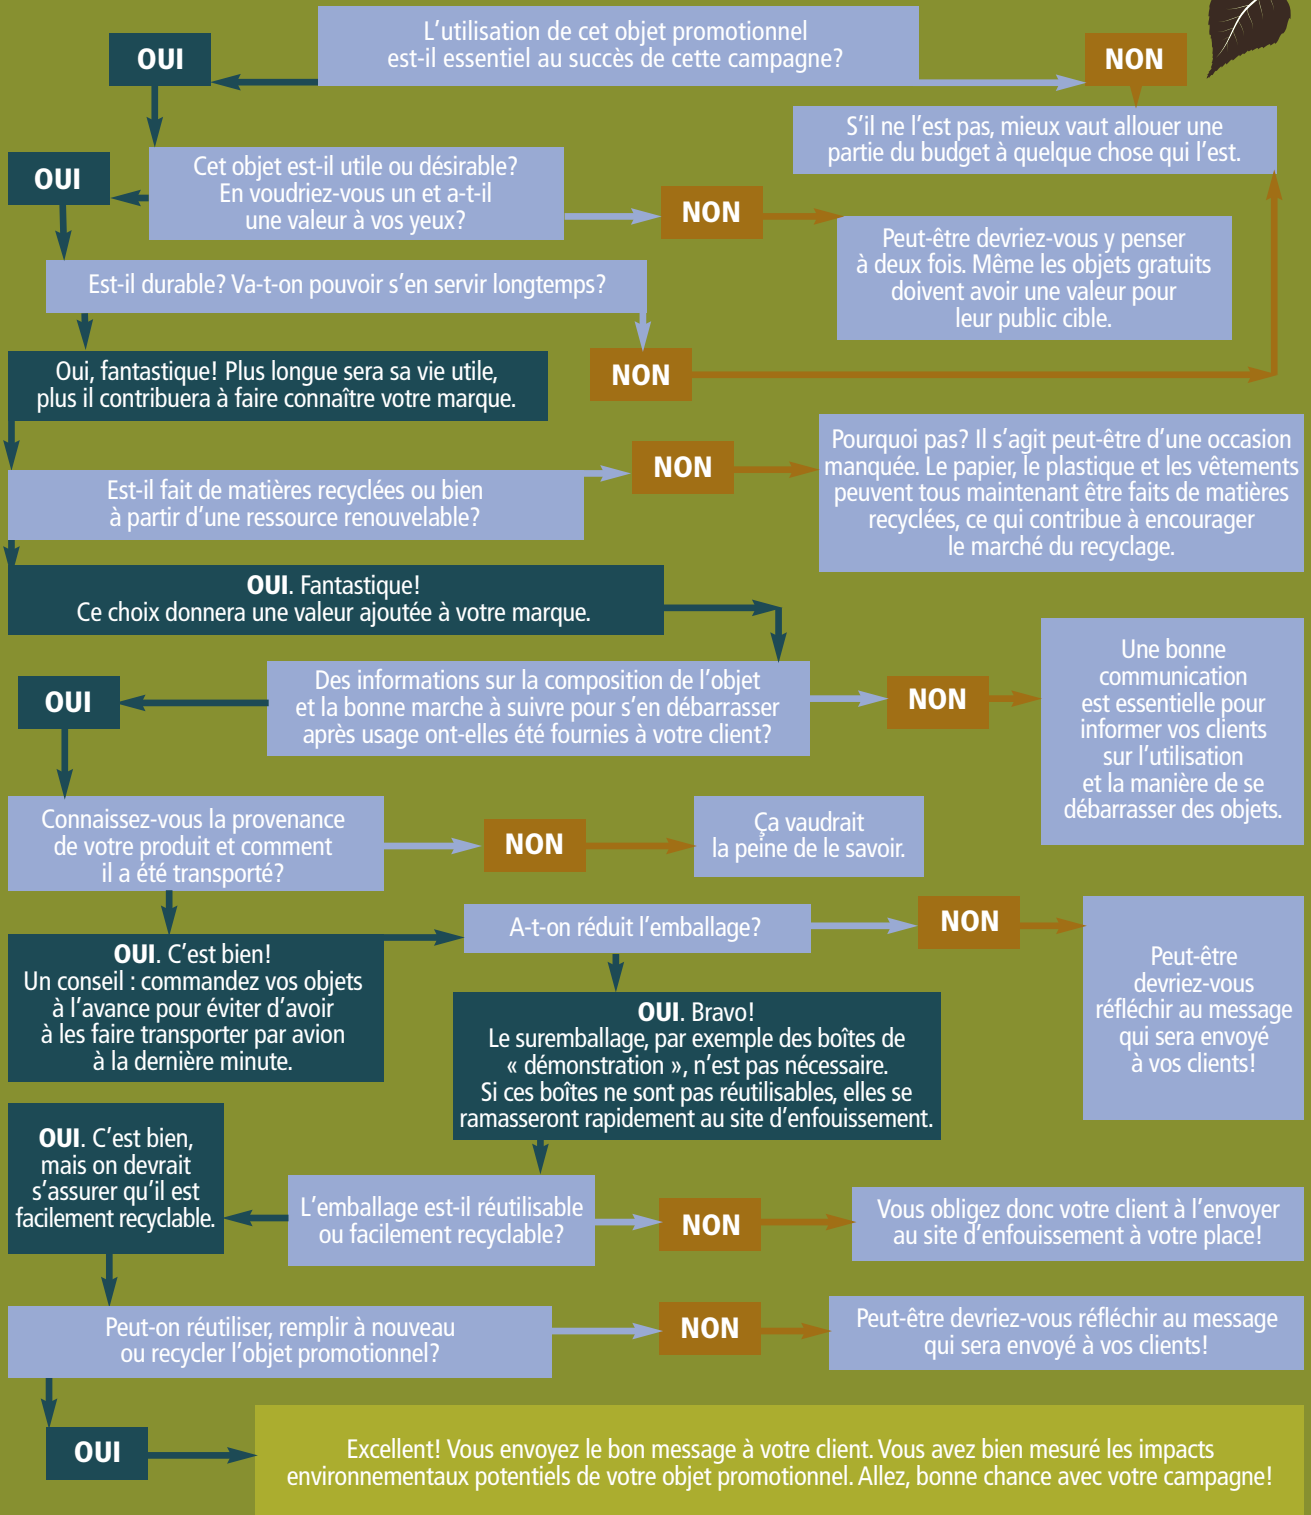 L’utilisation de cet objet promotionnel
est-il essentiel au succès de cette campagne?
OUI
NON
S’il ne l’est pas, mieux vaut allouer une
partie du budget à quelque chose qui l’est.
Cet objet est-il utile ou désirable?
En voudriez-vous un et a-t-il
une valeur à vos yeux?
OUI
NON
Peut-être devriez-vous y penser
à deux fois. Même les objets gratuits
doivent avoir une valeur pour
leur public cible.
Est-il durable? Va-t-on pouvoir s’en servir longtemps?
Oui, fantastique! Plus longue sera sa vie utile,
plus il contribuera à faire connaître votre marque.
NON
Est-il fait de matières recyclées ou bien
à partir d’une ressource renouvelable?
NON
Pourquoi pas? Il s’agit peut-être d’une occasion
manquée. Le papier, le plastique et les vêtements
peuvent tous maintenant être faits de matières
recyclées, ce qui contribue à encourager
le marché du recyclage.
OUI. Fantastique!
Ce choix donnera une valeur ajoutée à votre marque.
Des informations sur la composition de l’objet
et la bonne marche à suivre pour s’en débarrasser
après usage ont-elles été fournies à votre client?
OUI
NON
Une bonne
communication
est essentielle pour
informer vos clients
sur l’utilisation
et la manière de se
débarrasser des objets.
Connaissez-vous la provenance
de votre produit et comment
il a été transporté?
NON
Ça vaudrait
la peine de le savoir.
OUI. C’est bien!
Un conseil : commandez vos objets
à l’avance pour éviter d’avoir
à les faire transporter par avion
à la dernière minute.
A-t-on réduit l’emballage?
NON
Peut-être
devriez-vous
réfléchir au message
qui sera envoyé
à vos clients!
OUI. Bravo!
Le suremballage, par exemple des boîtes de
« démonstration », n’est pas nécessaire.
Si ces boîtes ne sont pas réutilisables, elles se
ramasseront rapidement au site d’enfouissement.
L’emballage est-il réutilisable
ou facilement recyclable?
OUI. C’est bien,
mais on devrait
s’assurer qu’il est
facilement recyclable.
NON
Vous obligez donc votre client à l’envoyer
au site d’enfouissement à votre place!
Peut-on réutiliser, remplir à nouveau
ou recycler l’objet promotionnel?
NON
Peut-être devriez-vous réfléchir au message
qui sera envoyé à vos clients!
OUI
Excellent! Vous envoyez le bon message à votre client. Vous avez bien mesuré les impacts
environnementaux potentiels de votre objet promotionnel. Allez, bonne chance avec votre campagne!